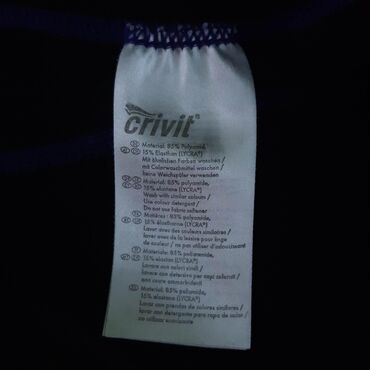 crivit®
Material: 85% Polyamid,
15% Elasthan (LYCRA®)
Mit ähnlichen Farben waschen /
mit Colorwaschmittel waschen /
keine Weichspüler verwenden
Material: 85% polyamide,
15% elastane (LYCRA®)
Wash with similar colours /
Use colour detergent /
Do not use fabric softener
Matières : 85% polyamide,
15% élasthanne (LYCRA®)
Laver avec des couleurs similaires /
laver avec de la lessive pour linge
de couleur / ne pas utiliser d'adoucissant
Materiale: 85% poliammide,
15% elastan (LYCRA®)
Lavare con colori simili /
lavare con detersivo per capi colorati /
non usare ammorbidenti
Material: 85% poliamida,
15% elastano (LYCRA®)
Lavar con prendas de colores similares /
lavar con detergente para ropa de color /
no utilizar suavizante